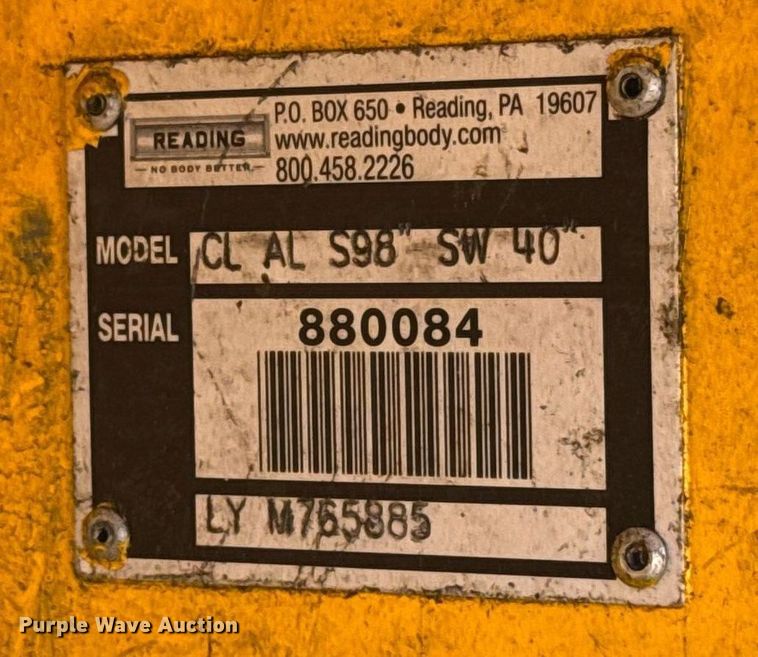 READING
NO BODY BETTER
P.O. BOX 650 • Reading, PA 19607
www.readingbody.com
800.458.2226
MODEL CL AL S98" SW 40"
SERIAL 880084
LY M765885
Purple Wave Auction